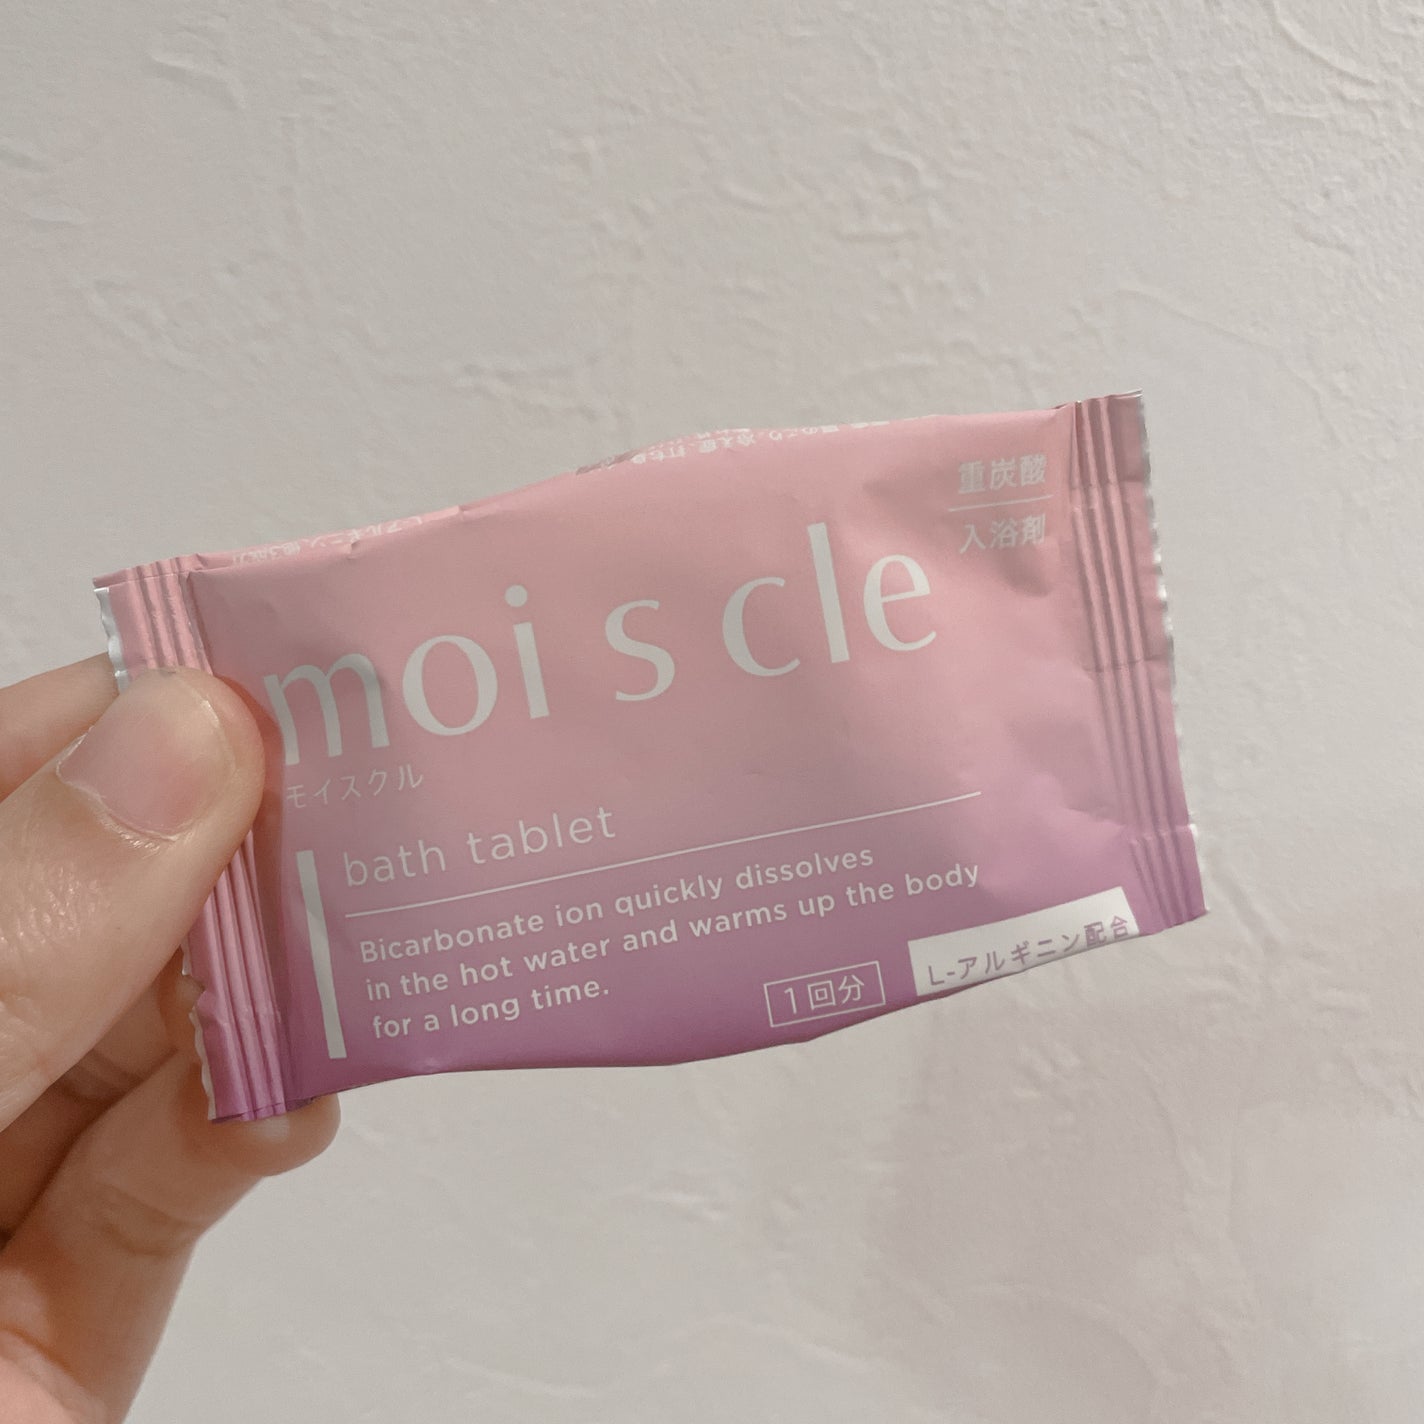 重炭酸
入浴剤
moi s cle
モイスクル
bath tablet
Bicarbonate ion quickly dissolves
in the hot water and warms up the body
for a long time.
1回分
L-アルギニン配合